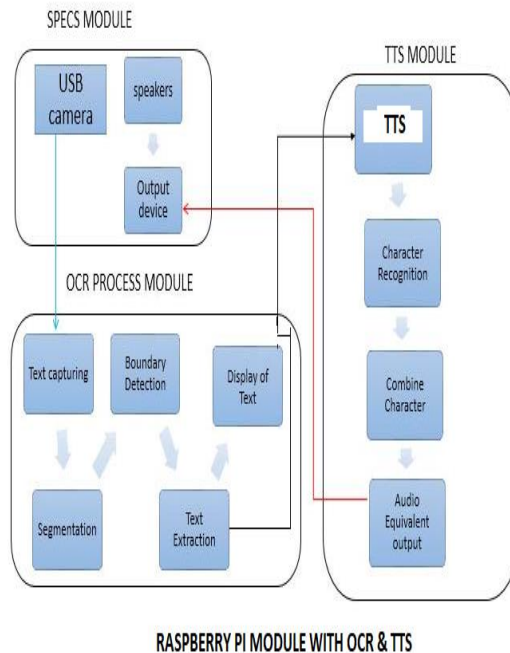 SPECS MODULE
USB
camera
speakers
Output
device
TTS MODULE
TTS
Character
Recognition
Combine
Character
Audio
Equivalent
output
OCR PROCESS MODULE
Text capturing
Boundary
Detection
Display of
Text
Segmentation
Text
Extraction
RASPBERRY PI MODULE WITH OCR & TTS